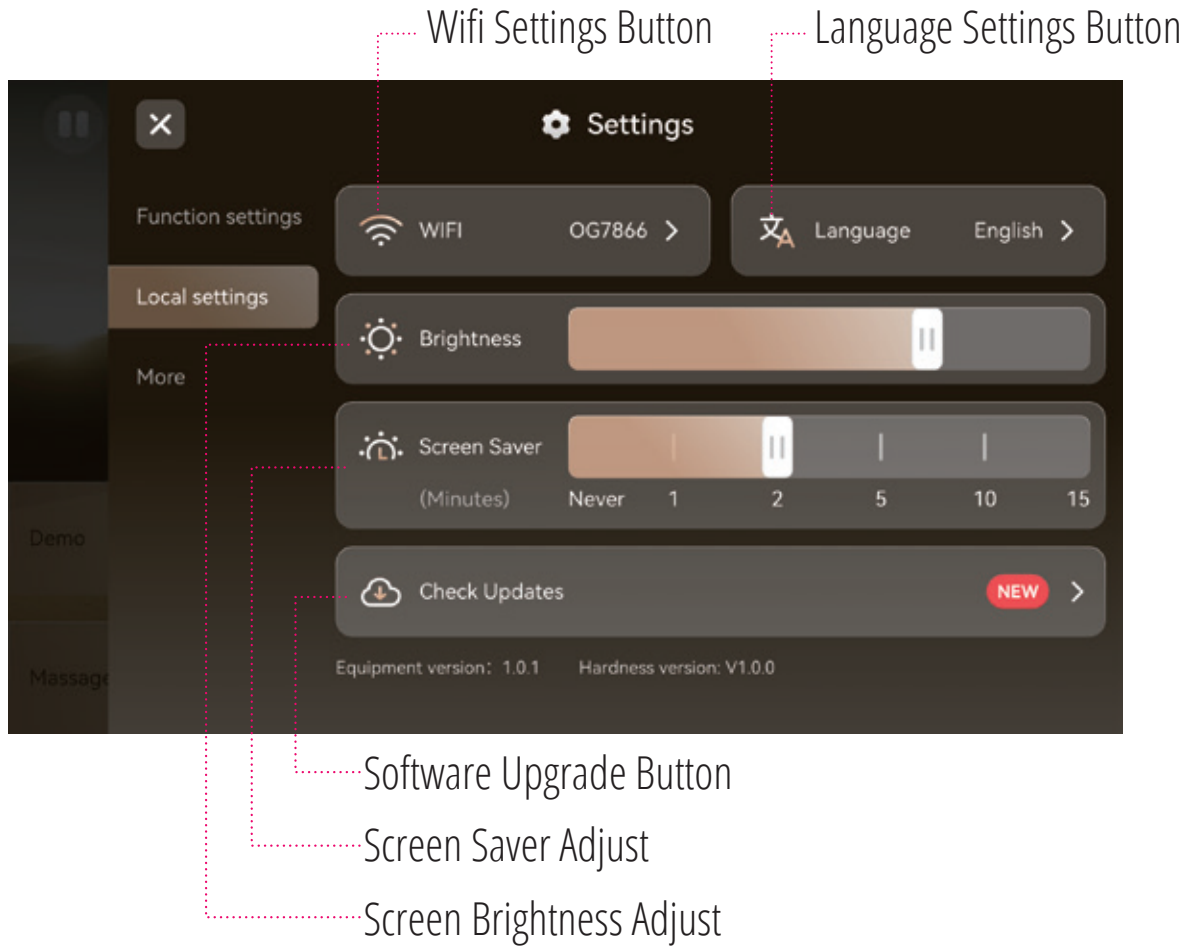 Wifi Settings Button
Language Settings Button
Settings
Function settings
WIFI OG7866
文A Language English
Local settings
Brightness
More
Screen Saver
(Minutes) Never 1 2 5 10 15
Demo
Check Updates NEW
Massage
Equipment version: 1.0.1 Hardness version: V1.0.0
Software Upgrade Button
Screen Saver Adjust
Screen Brightness Adjust